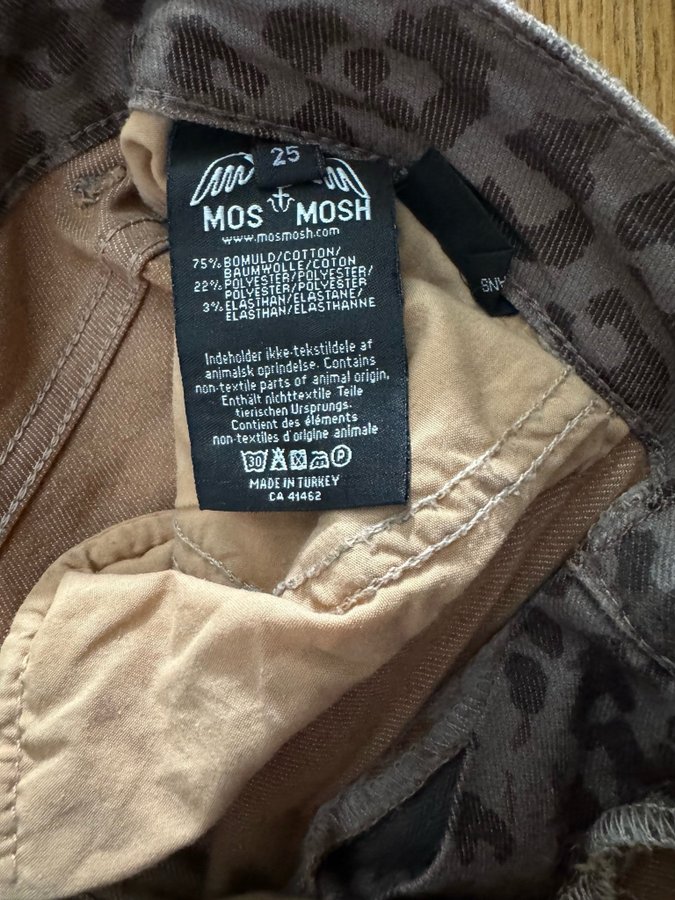 25
MOS MOSH
www.mosmosh.com
75% BOMULD/COTTON/
BAUMWOLLE/COTON
22% POLYESTER/POLYESTER/
POLYESTER/POLYESTER
3% ELASTHAN/ELASTANE/
ELASTHAN/ELASTHANNE
Indeholder ikke-tekstildele af
animalsk oprindelse. Contains
non-textile parts of animal origin.
Enthält nichttextile Teile
tierischen Ursprungs.
Contient des éléments
non-textiles d'origine animale
30 P
MADE IN TURKEY
CA 41462